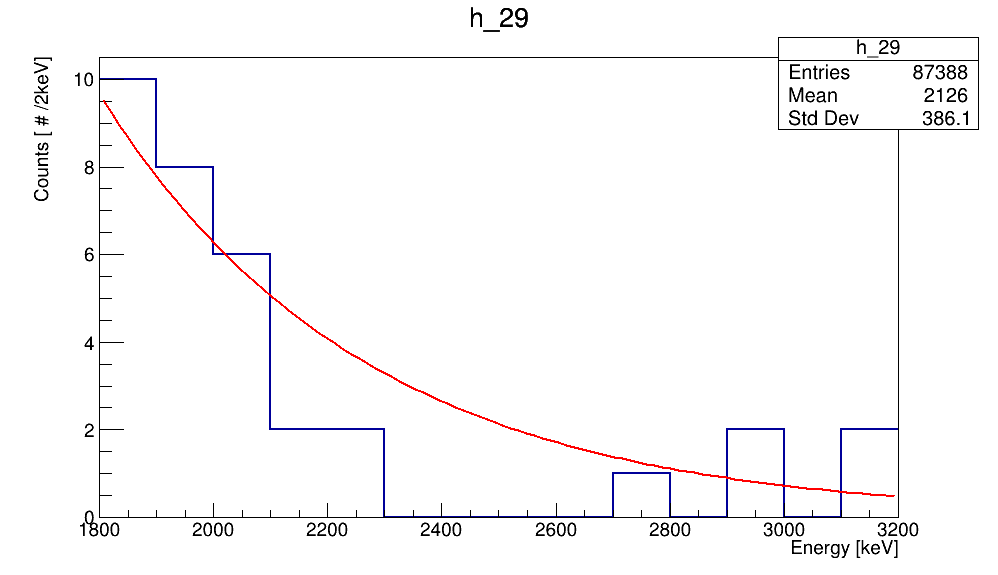 h_29
h_29
Entries 87388
Mean 2126
Std Dev 386.1
Counts [ # /2keV]
10
8
6
4
2
0
1800 2000 2200 2400 2600 2800 3000 3200
Energy [keV]